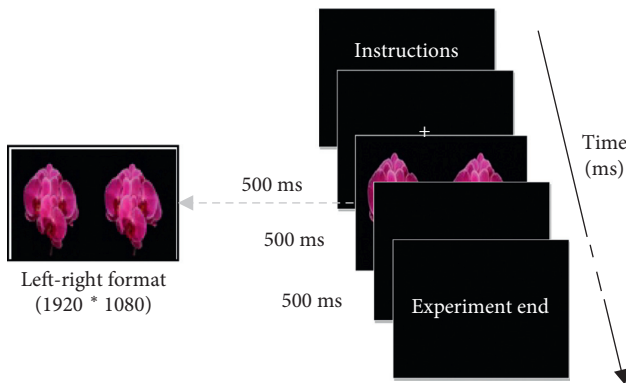 Instructions
+
Time
(ms)
500 ms
500 ms
500 ms
Left-right format
(1920 * 1080)
Experiment end